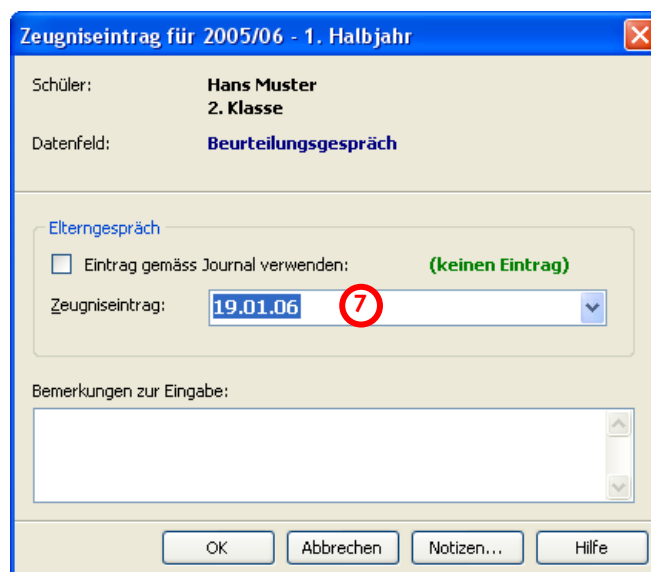 Zeugniseintrag für 2005/06 - 1. Halbjahr
Schüler: Hans Muster
2. Klasse
Datenfeld: Beurteilungsgespräch
Elterngespräch
Eintrag gemäss Journal verwenden: (keinen Eintrag)
Zeugniseintrag: 19.01.06 7
Bemerkungen zur Eingabe:
OK Abbrechen Notizen... Hilfe